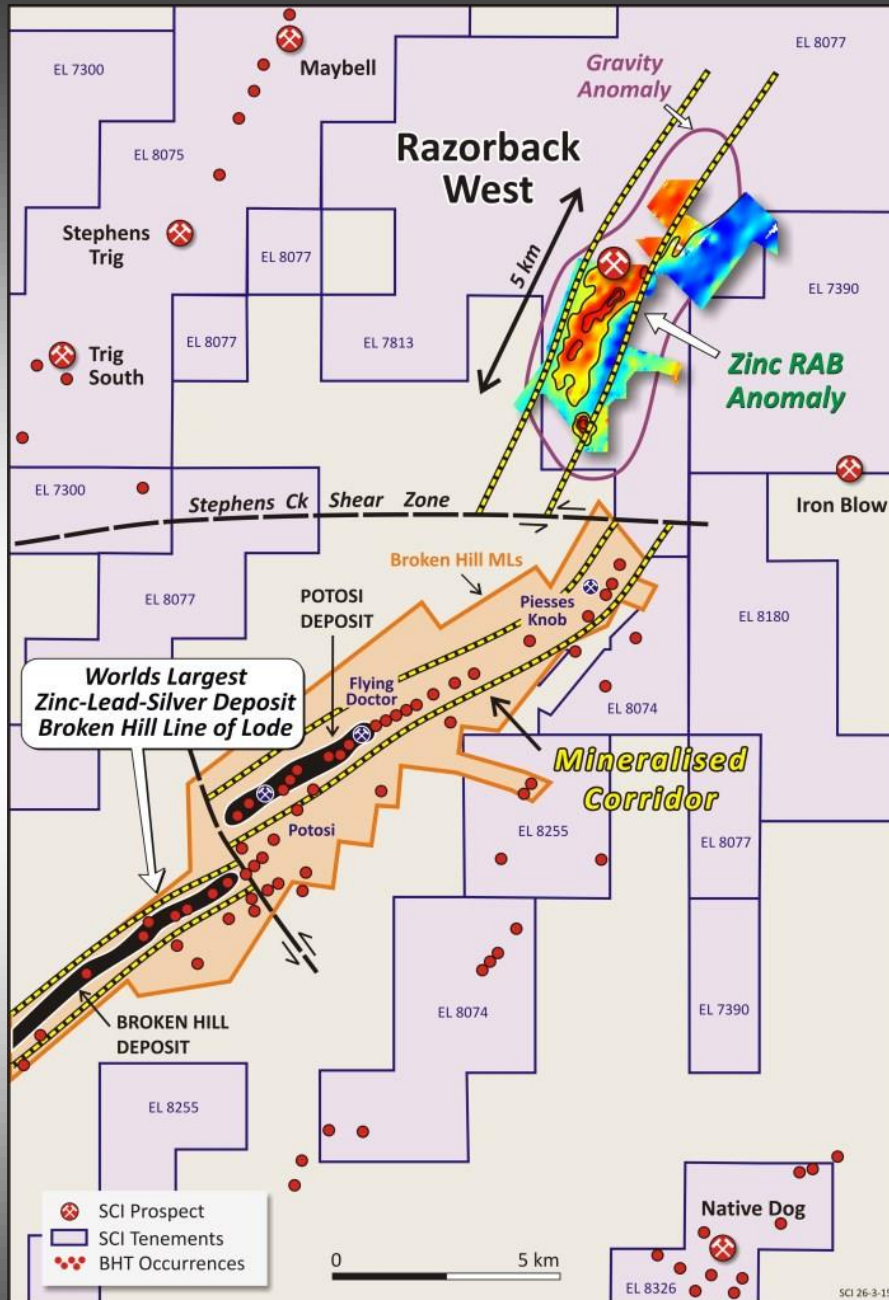 EL 7300
Maybell
Gravity
Anomaly
EL 8077
EL 8075
Razorback
West
Stephens
Trig
EL 8077
5 km
EL 7390
EL 8077
EL 7813
Trig
South
Zinc RAB
Anomaly
EL 7300
Stephens Ck Shear Zone
Iron Blow
Broken Hill MLs
EL 8077
POTOSI
DEPOSIT
Piesses
Knob
EL 8180
Worlds Largest
Zinc-Lead-Silver Deposit
Broken Hill Line of Lode
Flying
Doctor
EL 8074
Mineralised
Corridor
Potosi
EL 8255
EL 8077
EL 8074
EL 7390
BROKEN HILL
DEPOSIT
EL 8255
Native Dog
SCI Prospect
SCI Tenements
BHT Occurrences
0
5 km
EL 8326